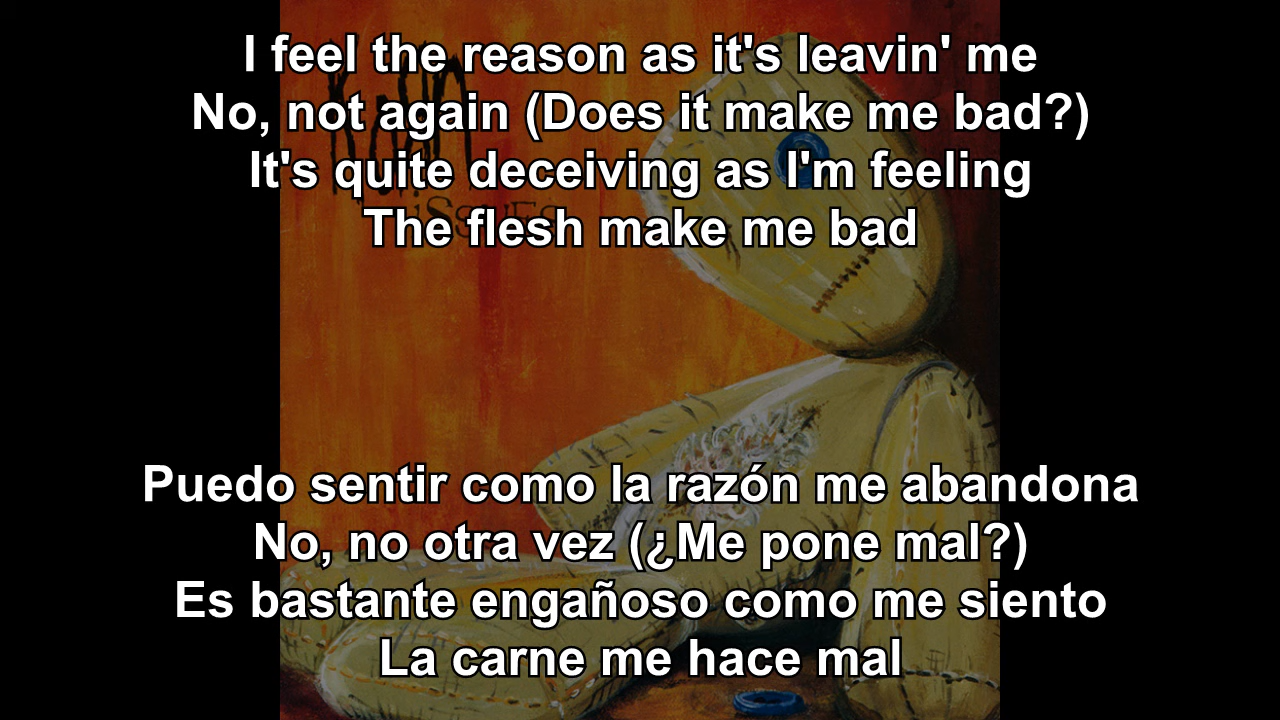 I feel the reason as it's leavin' me
No, not again (Does it make me bad?)
It's quite deceiving as I'm feeling
The flesh make me bad
KoRn
iSSUES
Puedo sentir como la razón me abandona
No, no otra vez (¿Me pone mal?)
Es bastante engañoso como me siento
La carne me hace mal